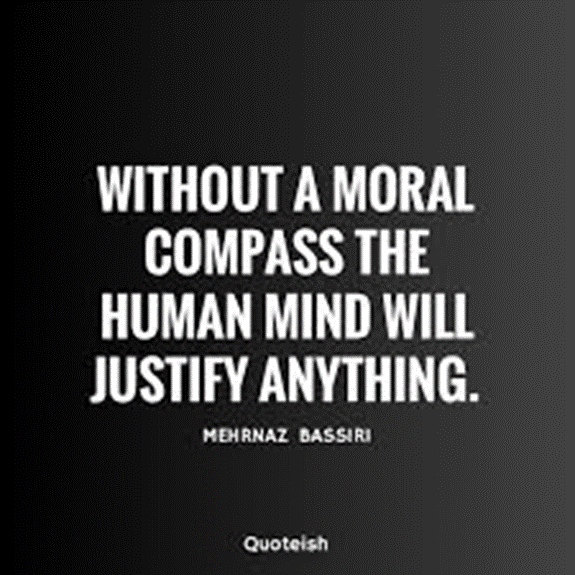 WITHOUT A MORAL
COMPASS THE
HUMAN MIND WILL
JUSTIFY ANYTHING.
MEHRNAZ BASSIRI
Quoteish